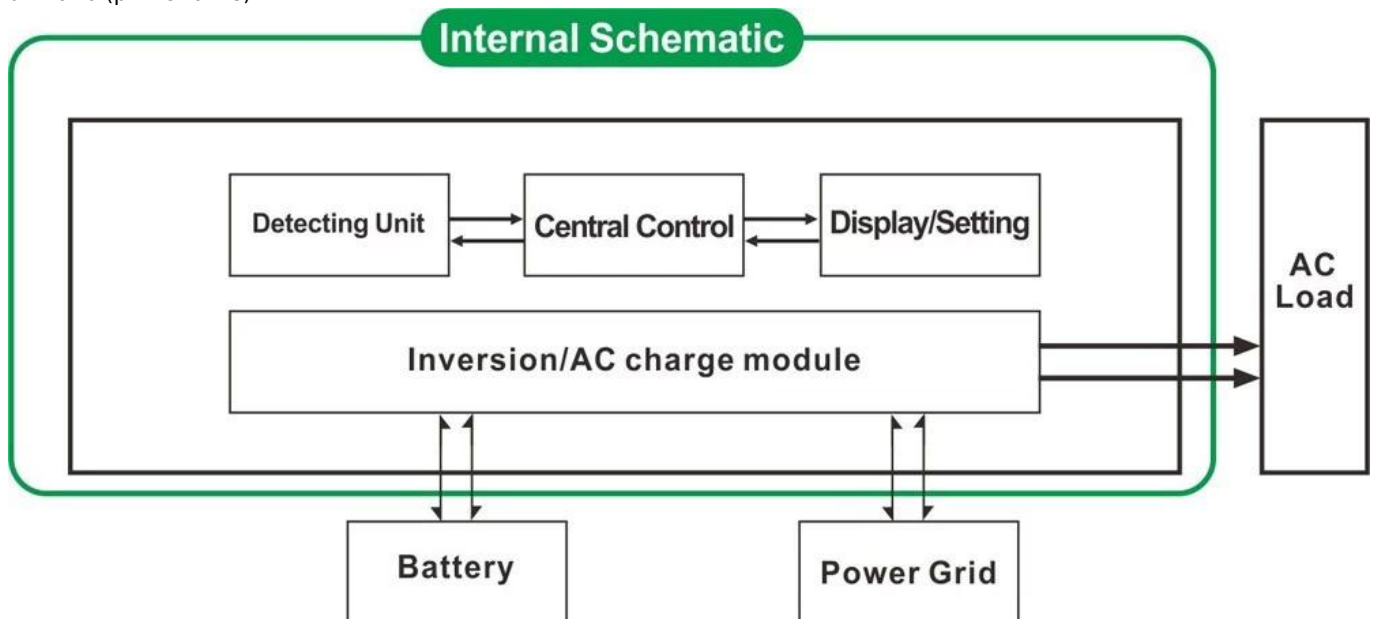 Internal Schematic
Detecting Unit
Central Control
Display/Setting
AC
Load
Inversion/AC charge module
Battery
Power Grid